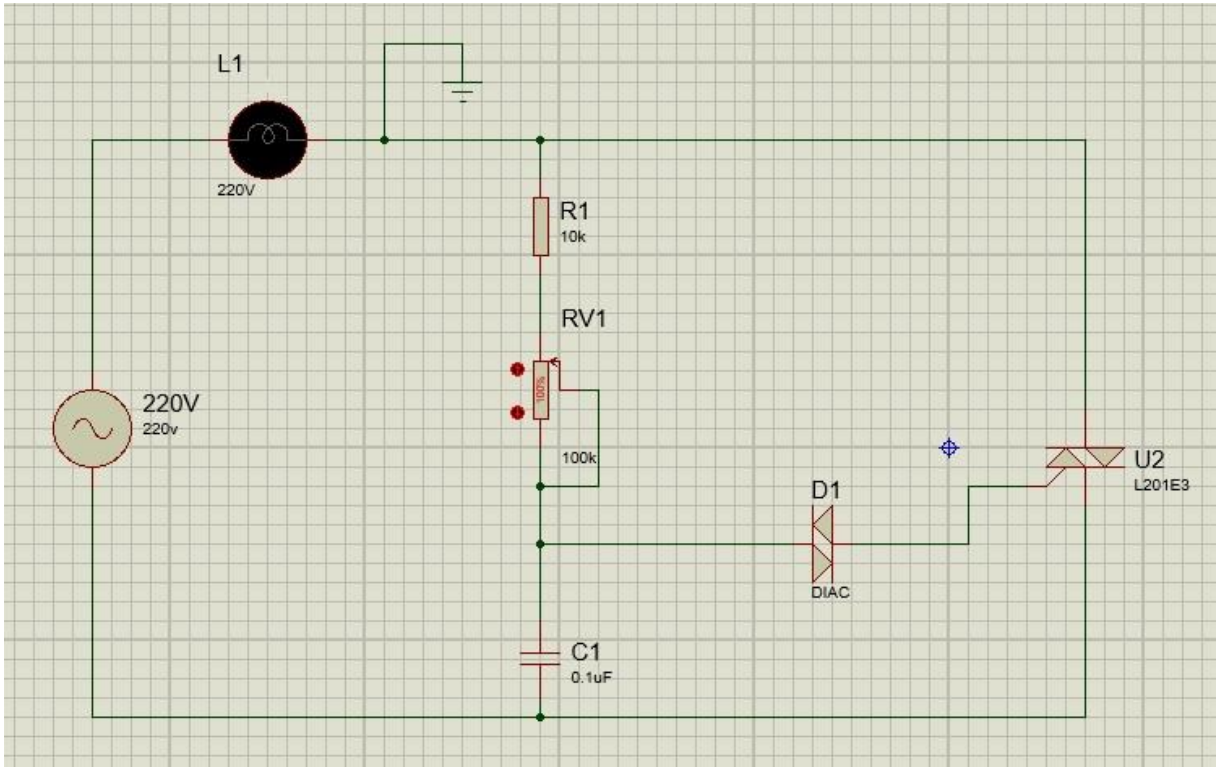 L1
220V
R1
10k
RV1
100%
100k
220V
220v
D1
DIAC
U2
L201E3
C1
0.1uF